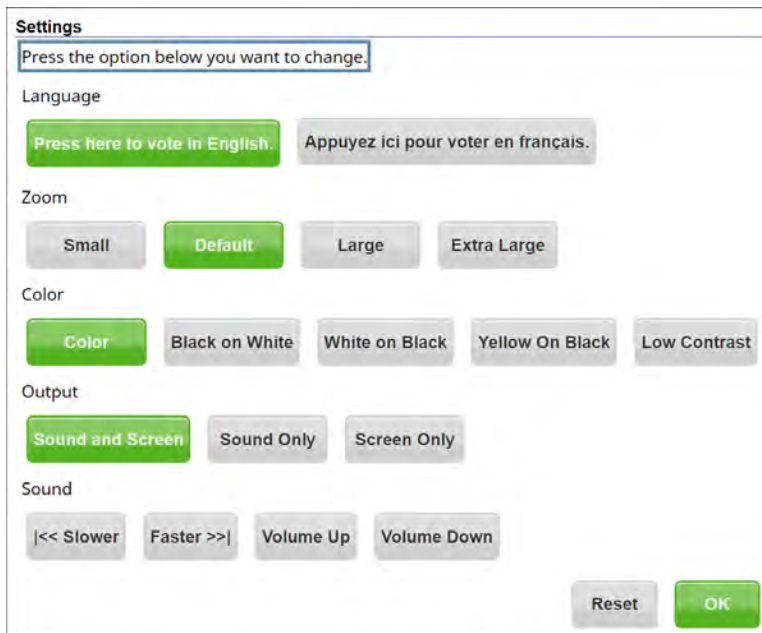 Settings
Press the option below you want to change.
Language
Press here to vote in English. Appuyez ici pour voter en français.
Zoom
Small Default Large Extra Large
Color
Color Black on White White on Black Yellow On Black Low Contrast
Output
Sound and Screen Sound Only Screen Only
Sound
|<< Slower Faster >>| Volume Up Volume Down
Reset OK